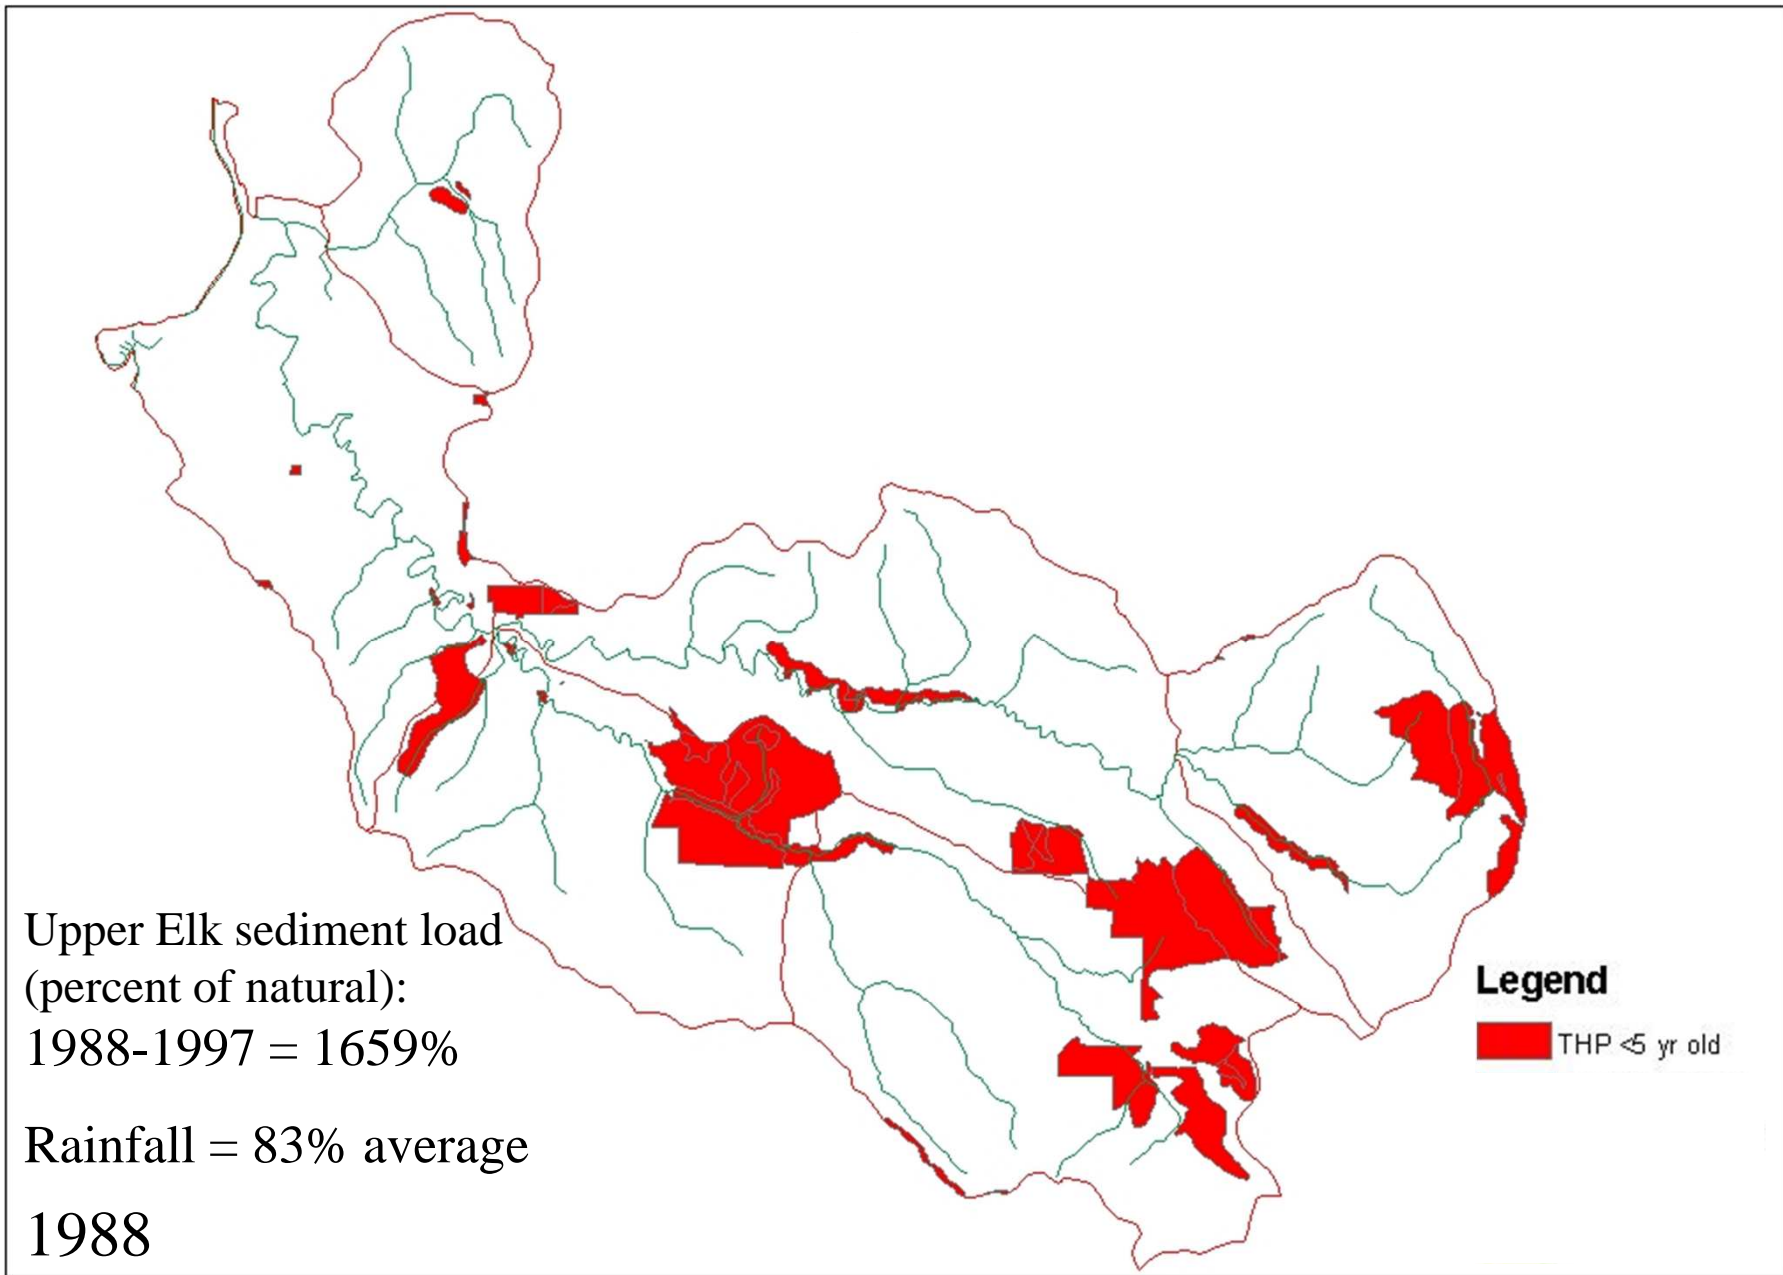 Upper Elk sediment load
(percent of natural):
1988-1997 = 1659%
Rainfall = 83% average
1988
Legend
THP <5 yr old